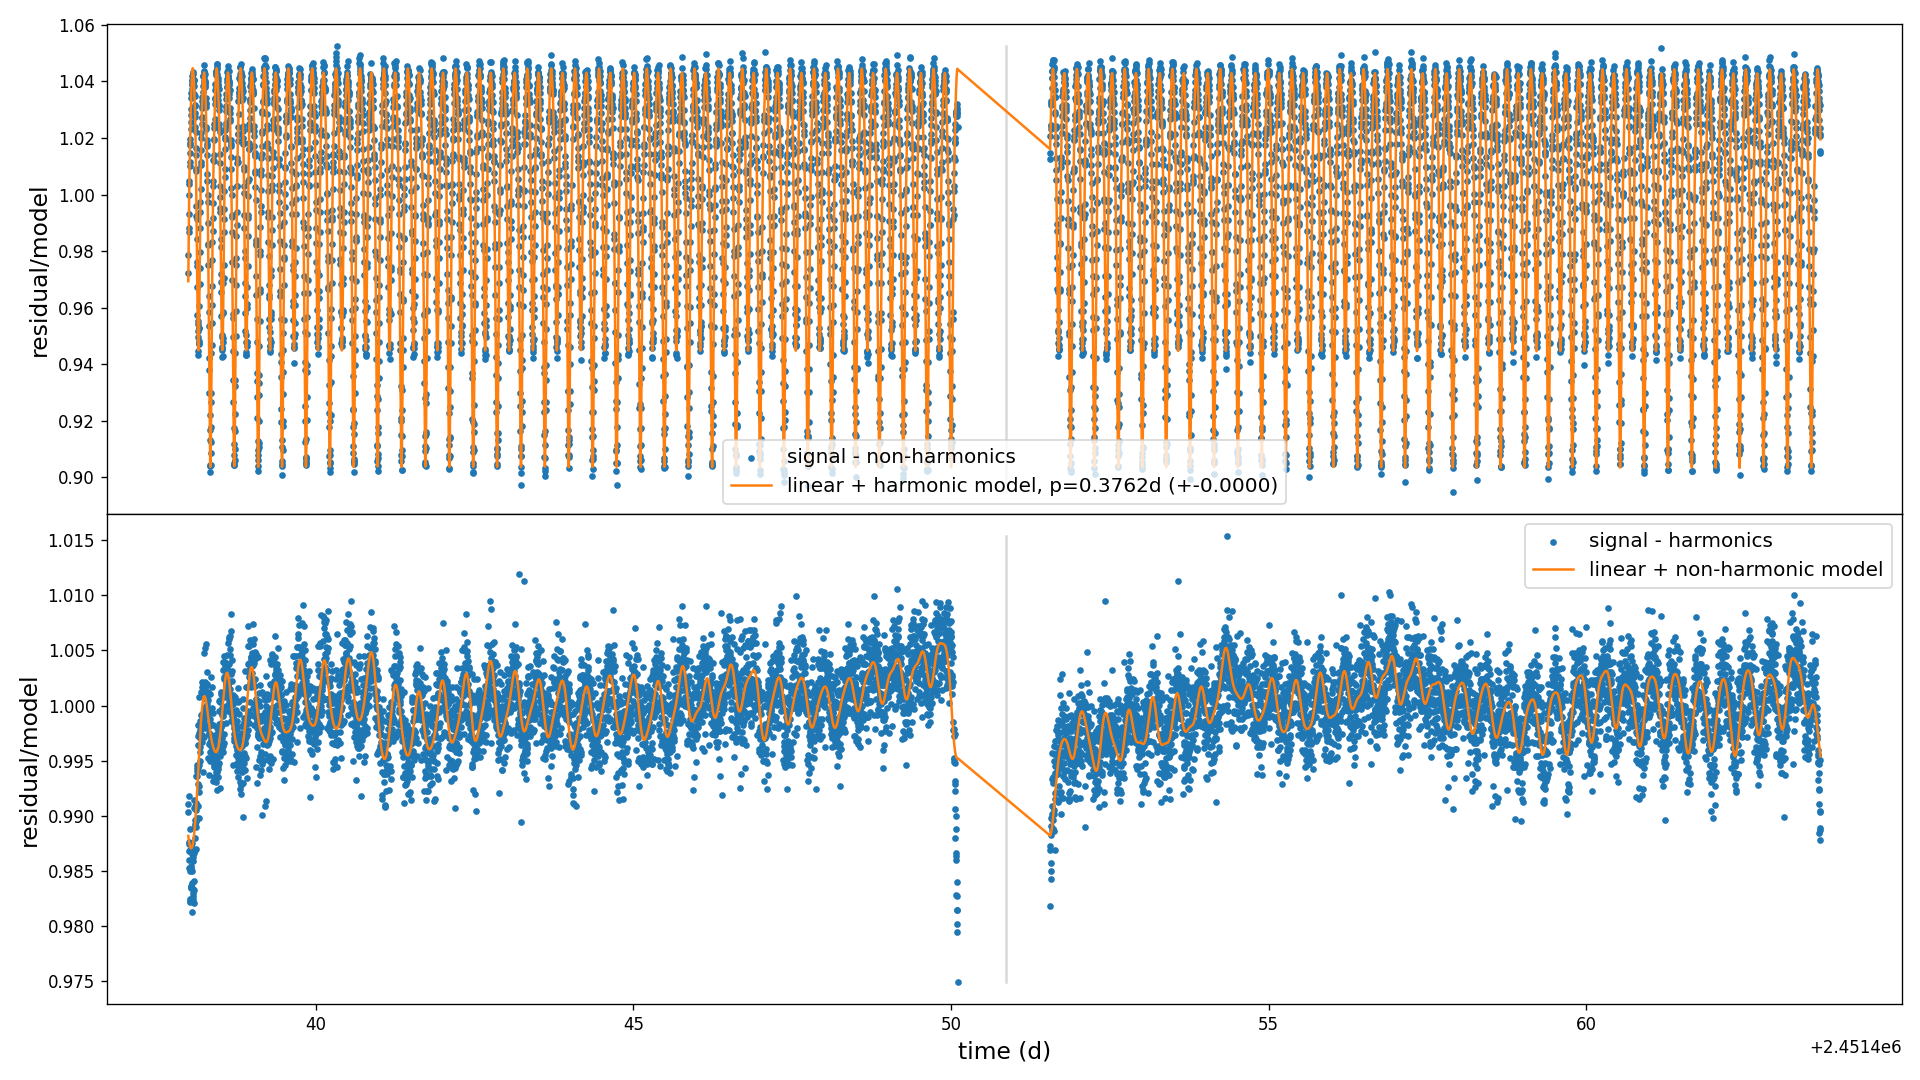 1.06
1.04
1.02
1.00
0.98
0.96
0.94
0.92
0.90
residual/model
signal - non-harmonics
linear + harmonic model, p=0.3762d (+-0.0000)
1.015
1.010
1.005
1.000
0.995
0.990
0.985
0.980
0.975
residual/model
signal - harmonics
linear + non-harmonic model
40 45 50 55 60
time (d)
+2.4514e6